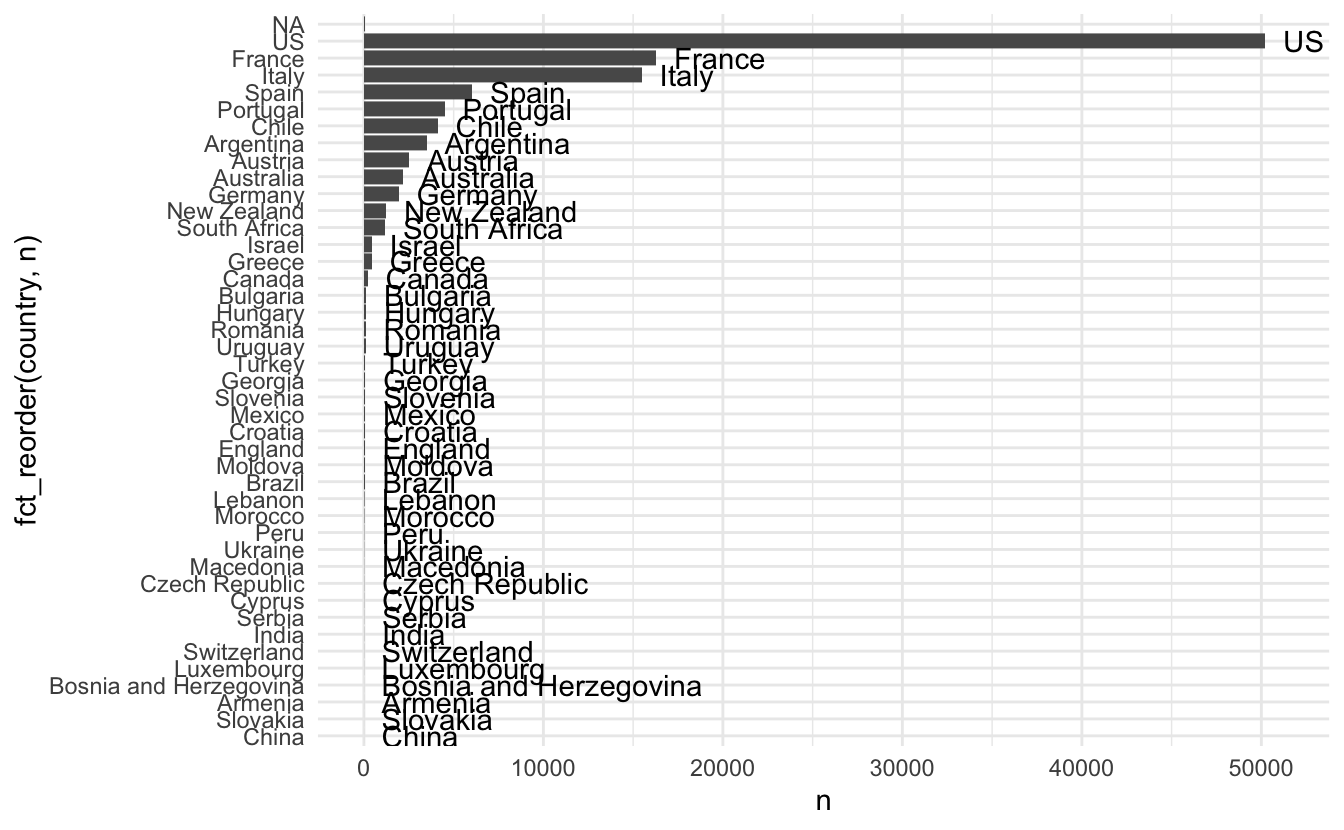 fct_reorder(country, n)
NA
US US
France France
Italy Italy
Spain Spain
Portugal Portugal
Chile Chile
Argentina Argentina
Austria Austria
Australia Australia
Germany Germany
New Zealand New Zealand
South Africa South Africa
Israel Israel
Greece Greece
Canada Canada
Bulgaria Bulgaria
Hungary Hungary
Romania Romania
Uruguay Uruguay
Turkey Turkey
Georgia Georgia
Slovenia Slovenia
Mexico Mexico
Croatia Croatia
England England
Moldova Moldova
Brazil Brazil
Lebanon Lebanon
Morocco Morocco
Peru Peru
Ukraine Ukraine
Macedonia Macedonia
Czech Republic Czech Republic
Cyprus Cyprus
Serbia Serbia
India India
Switzerland Switzerland
Luxembourg Luxembourg
Bosnia and Herzegovina Bosnia and Herzegovina
Armenia Armenia
Slovakia Slovakia
China China
0 10000 20000 30000 40000 50000
n